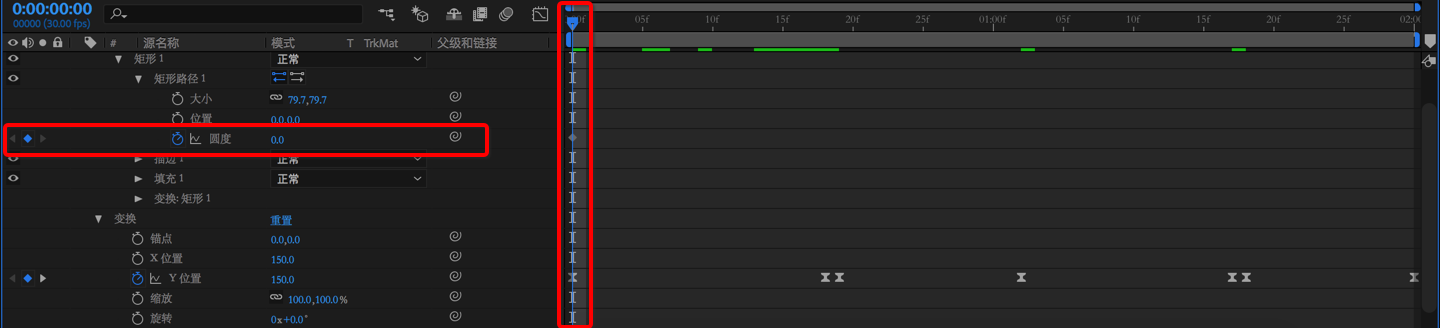 0:00:00:00
00000 (30.00 fps)
05f 10f 15f 20f 25f 01:00f 05f 10f 15f 20f 25f 02:00
# 源名称 模式 T TrkMat 父级和链接
矩形 1 正常
矩形路径 1
大小 79.7,79.7
位置 0.0,0.0
圆度 0.0
描边 1 正常
填充 1 正常
变换: 矩形 1
变换 重置
锚点 0.0,0.0
X 位置 150.0
Y 位置 150.0
缩放 100.0,100.0%
旋转 0x+0.0°